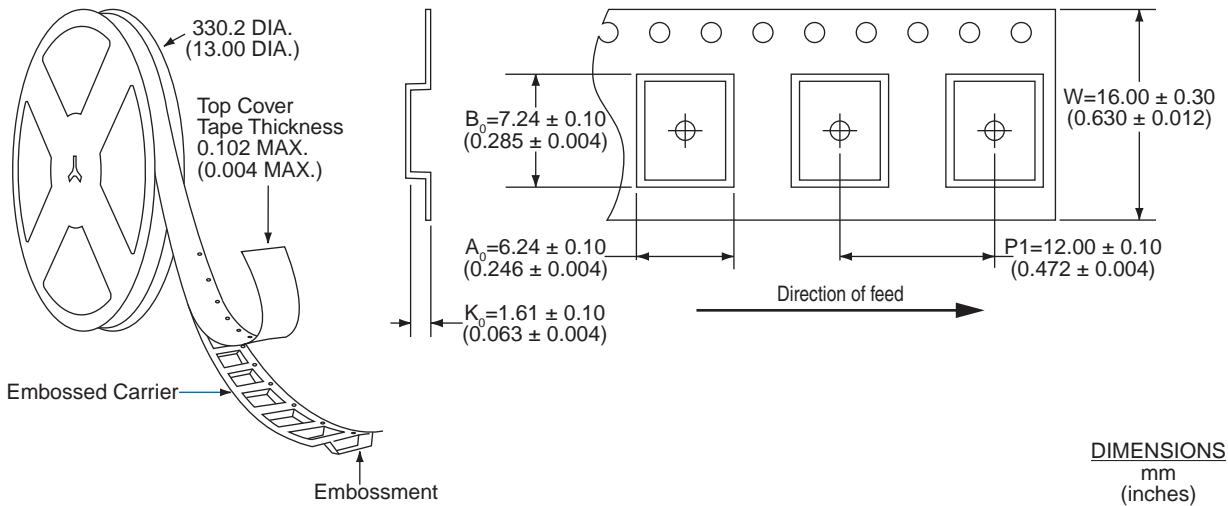 330.2 DIA.
(13.00 DIA.)
Top Cover
Tape Thickness
0.102 MAX.
(0.004 MAX.)
B₀=7.24 ± 0.10
(0.285 ± 0.004)
W=16.00 ± 0.30
(0.630 ± 0.012)
A₀=6.24 ± 0.10
(0.246 ± 0.004)
P1=12.00 ± 0.10
(0.472 ± 0.004)
Direction of feed
K₀=1.61 ± 0.10
(0.063 ± 0.004)
Embossed Carrier
Embossment
DIMENSIONS
mm
(inches)